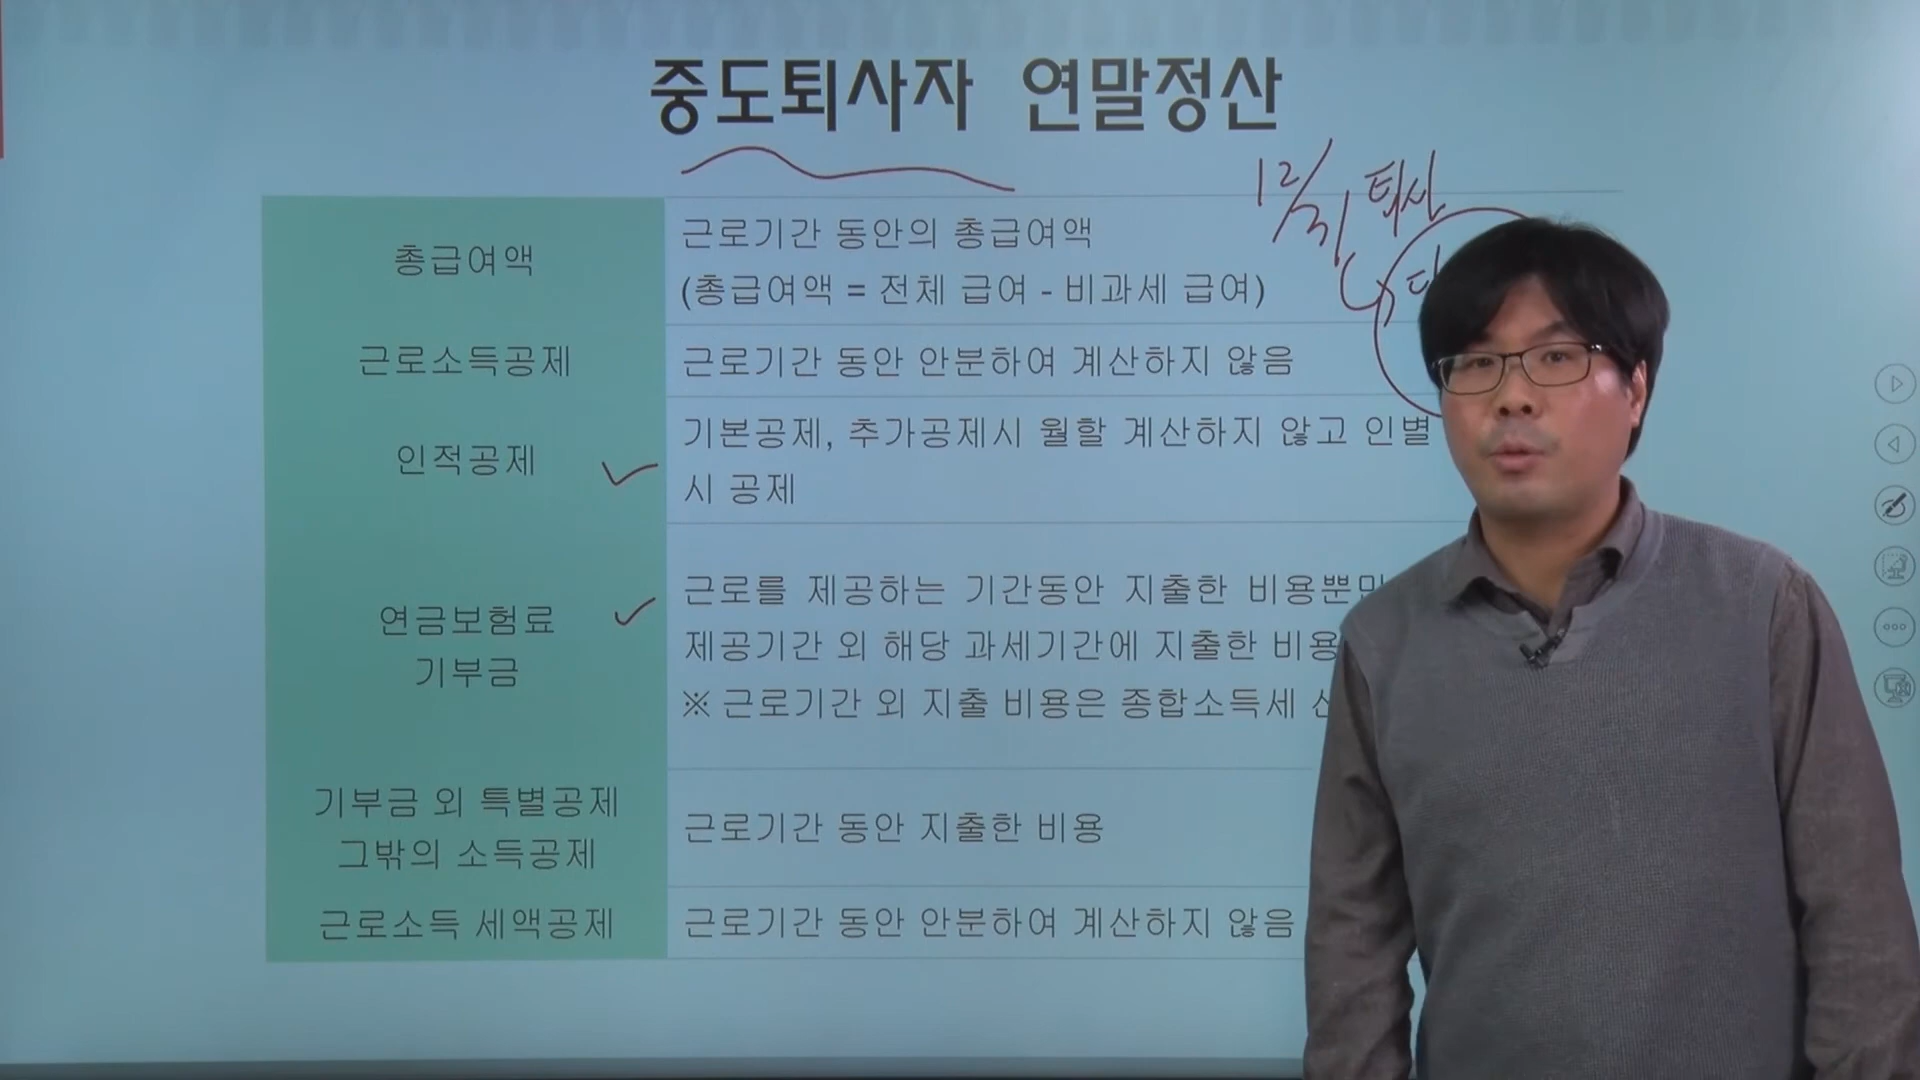 중도퇴사자 연말정산
12/31 퇴사
총급여액
근로기간 동안의 총급여액
(총급여액 = 전체 급여 - 비과세 급여)
근로소득공제
근로기간 동안 안분하여 계산하지 않음
인적공제
기본공제, 추가공제시 월할 계산하지 않고 인별
시 공제
연금보험료
기부금
근로를 제공하는 기간동안 지출한 비용뿐만
제공기간 외 해당 과세기간에 지출한 비용
※ 근로기간 외 지출 비용은 종합소득세
기부금 외 특별공제
그밖의 소득공제
근로기간 동안 지출한 비용
근로소득 세액공제
근로기간 동안 안분하여 계산하지 않음